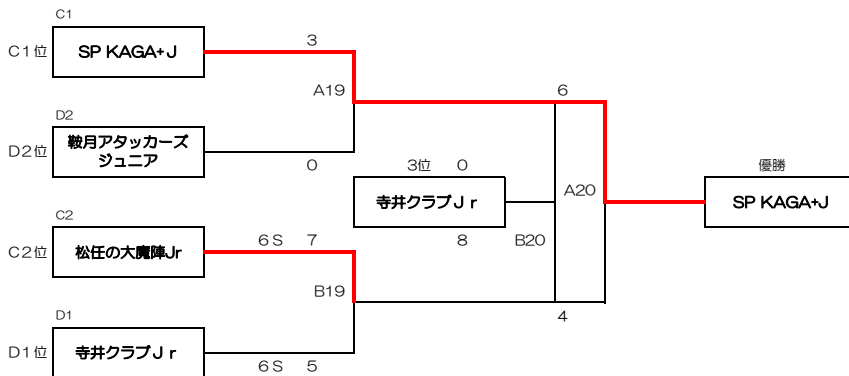 C1
C1位
SP KAGA+J
3
A19
6
D2
D2位
鞍月アタッカーズ
ジュニア
0
3位 0
優勝
寺井クラブJr
A20
SP KAGA+J
C2
C2位
松任の大魔陣Jr
6S 7
8
B20
B19
4
D1
D1位
寺井クラブJr
6S 5